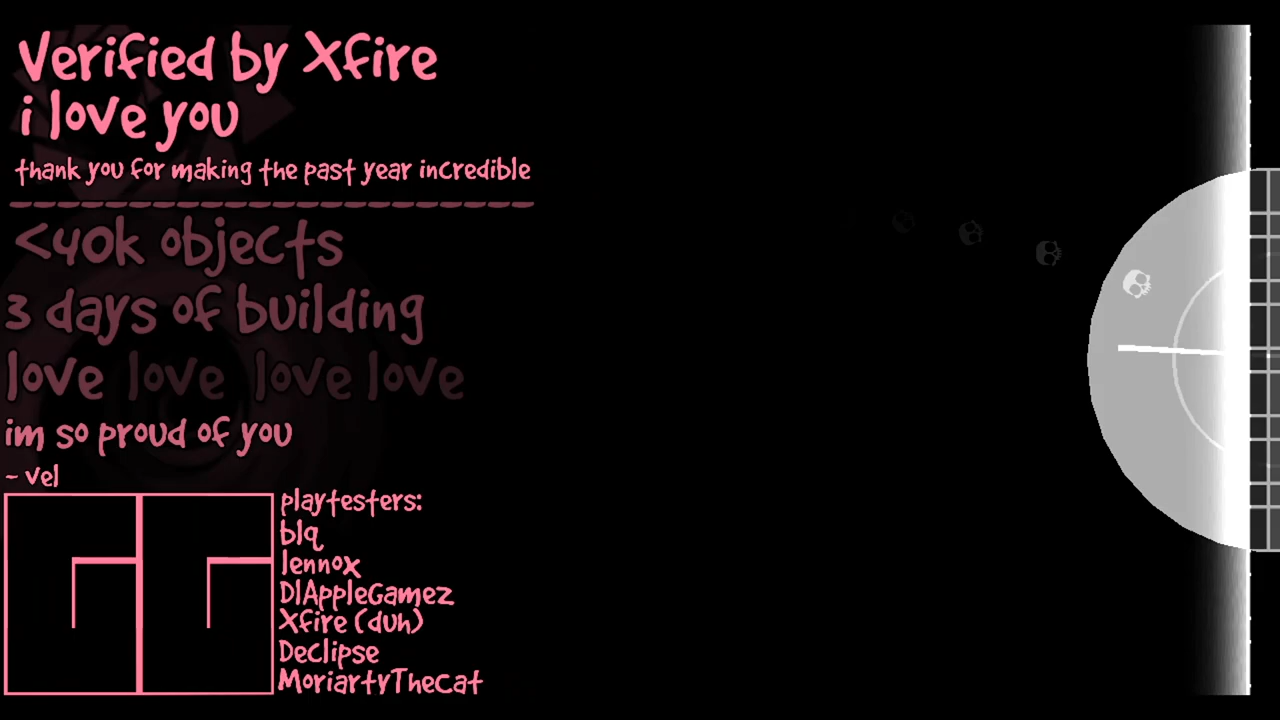 Verified by Xfire
i love you
thank you for making the past year incredible
<40k objects
3 days of building
love love love love
im so proud of you
- vel
GG
playtesters:
blq
lennox
DlAppleGamez
Xfire (duh)
Declipse
MoriartyTheCat